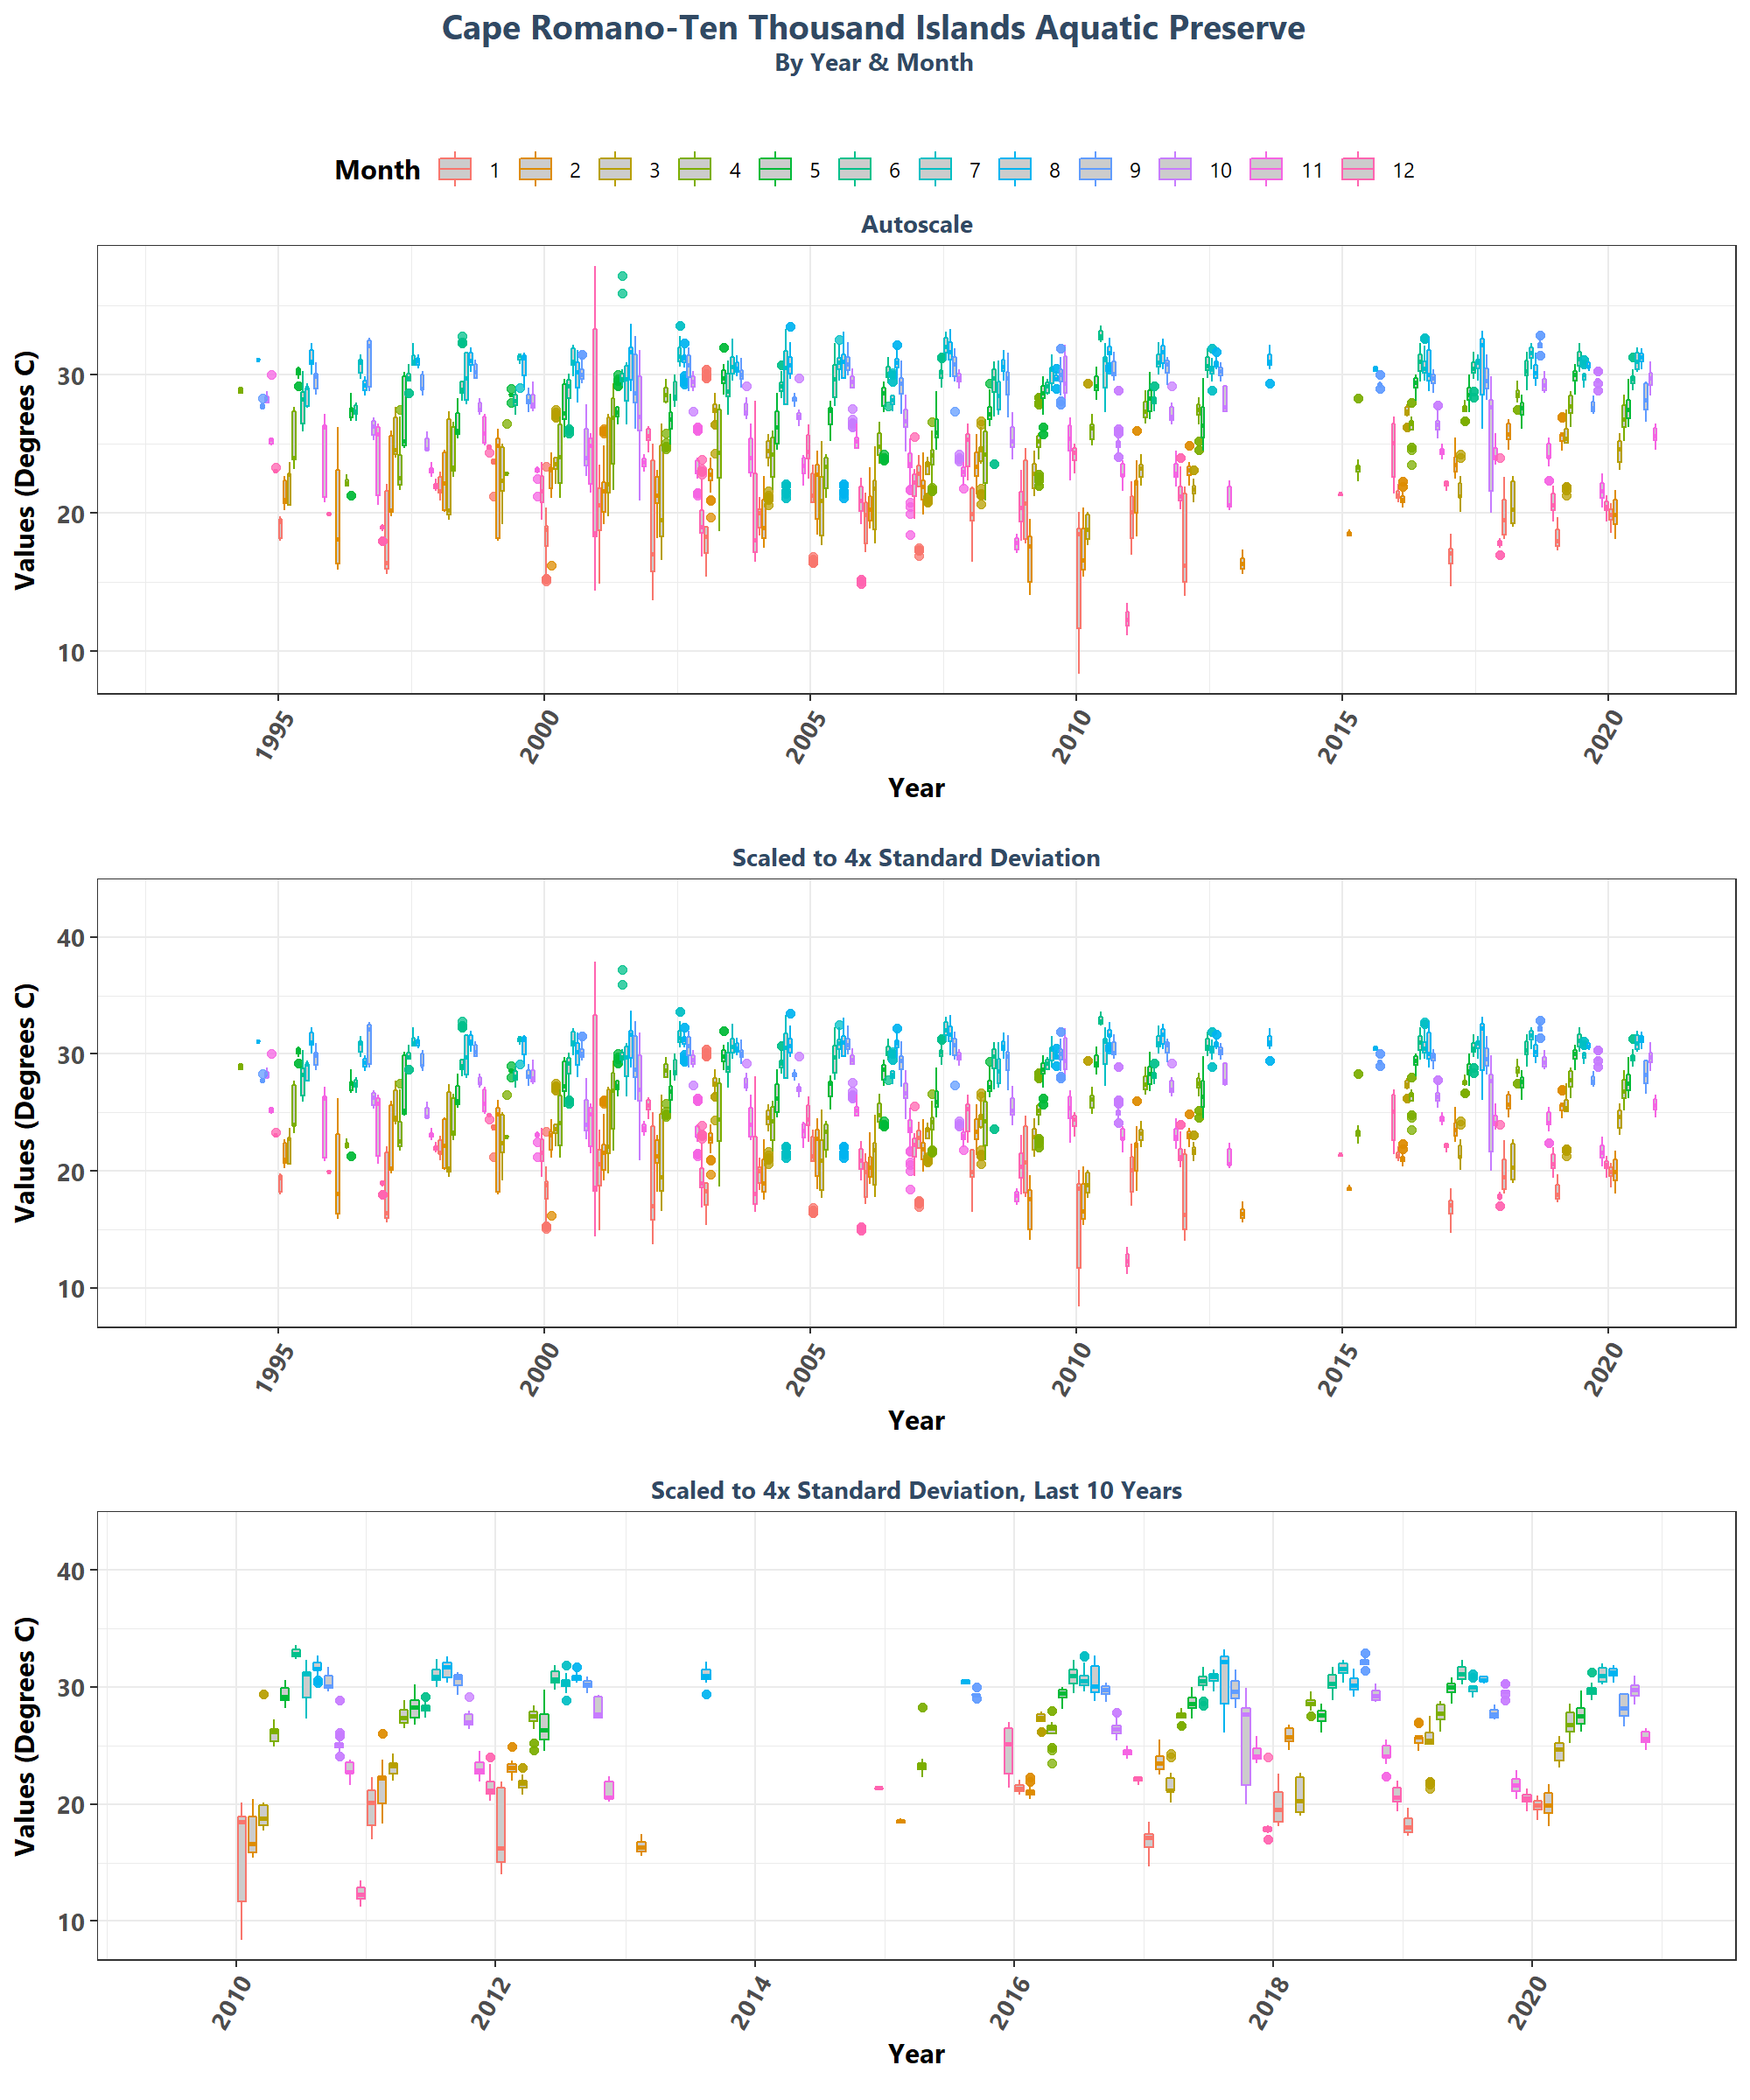 Cape Romano-Ten Thousand Islands Aquatic Preserve
By Year & Month
Month 1 2 3 4 5 6 7 8 9 10 11 12
Autoscale
Values (Degrees C)
30
20
10
1995 2000 2005 2010 2015 2020
Year
Scaled to 4x Standard Deviation
Values (Degrees C)
40
30
20
10
1995 2000 2005 2010 2015 2020
Year
Scaled to 4x Standard Deviation, Last 10 Years
Values (Degrees C)
40
30
20
10
2010 2012 2014 2016 2018 2020
Year